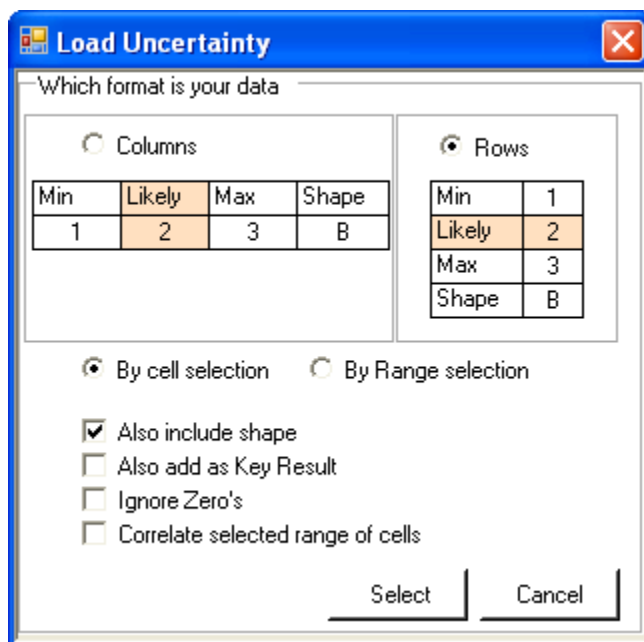 Load Uncertainty
Which format is your data
Columns
Min Likely Max Shape
1 2 3 B
Rows
Min 1
Likely 2
Max 3
Shape B
By cell selection By Range selection
Also include shape
Also add as Key Result
Ignore Zero's
Correlate selected range of cells
Select Cancel